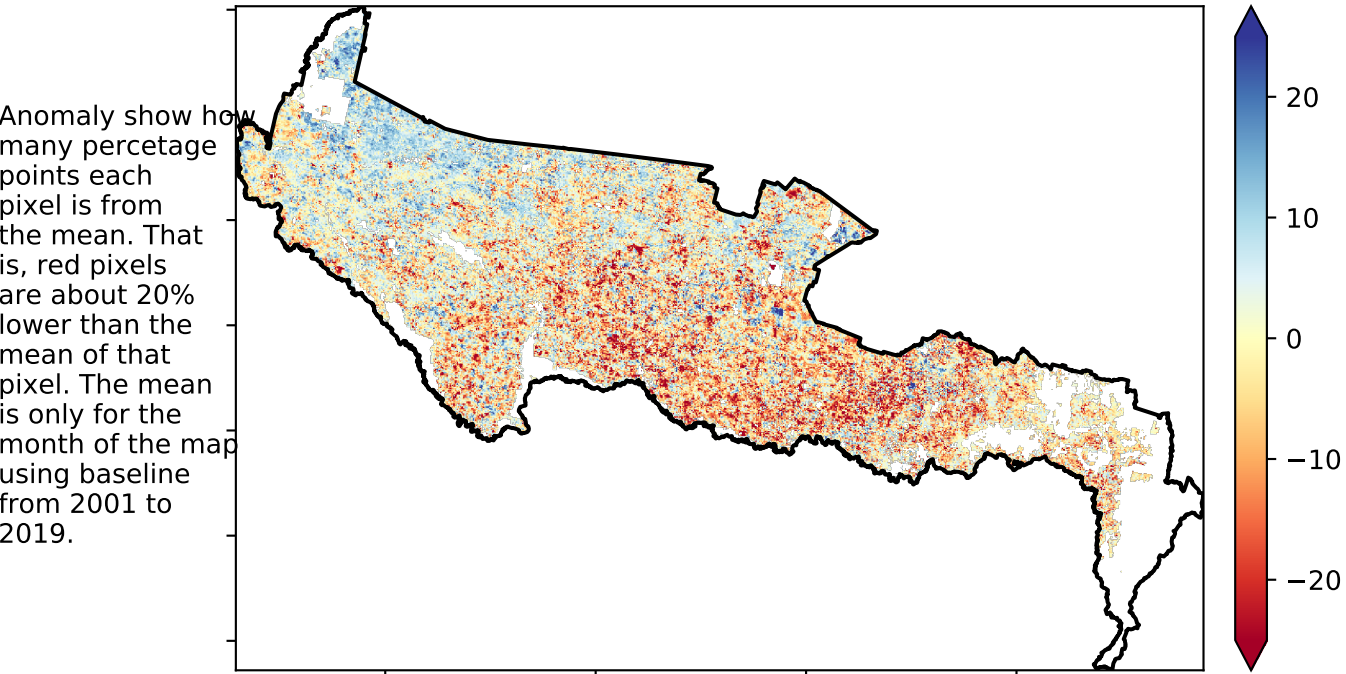 Anomaly show how
many percetage
points each
pixel is from
the mean. That
is, red pixels
are about 20%
lower than the
mean of that
pixel. The mean
is only for the
month of the map
using baseline
from 2001 to
2019.
20
10
0
−10
−20